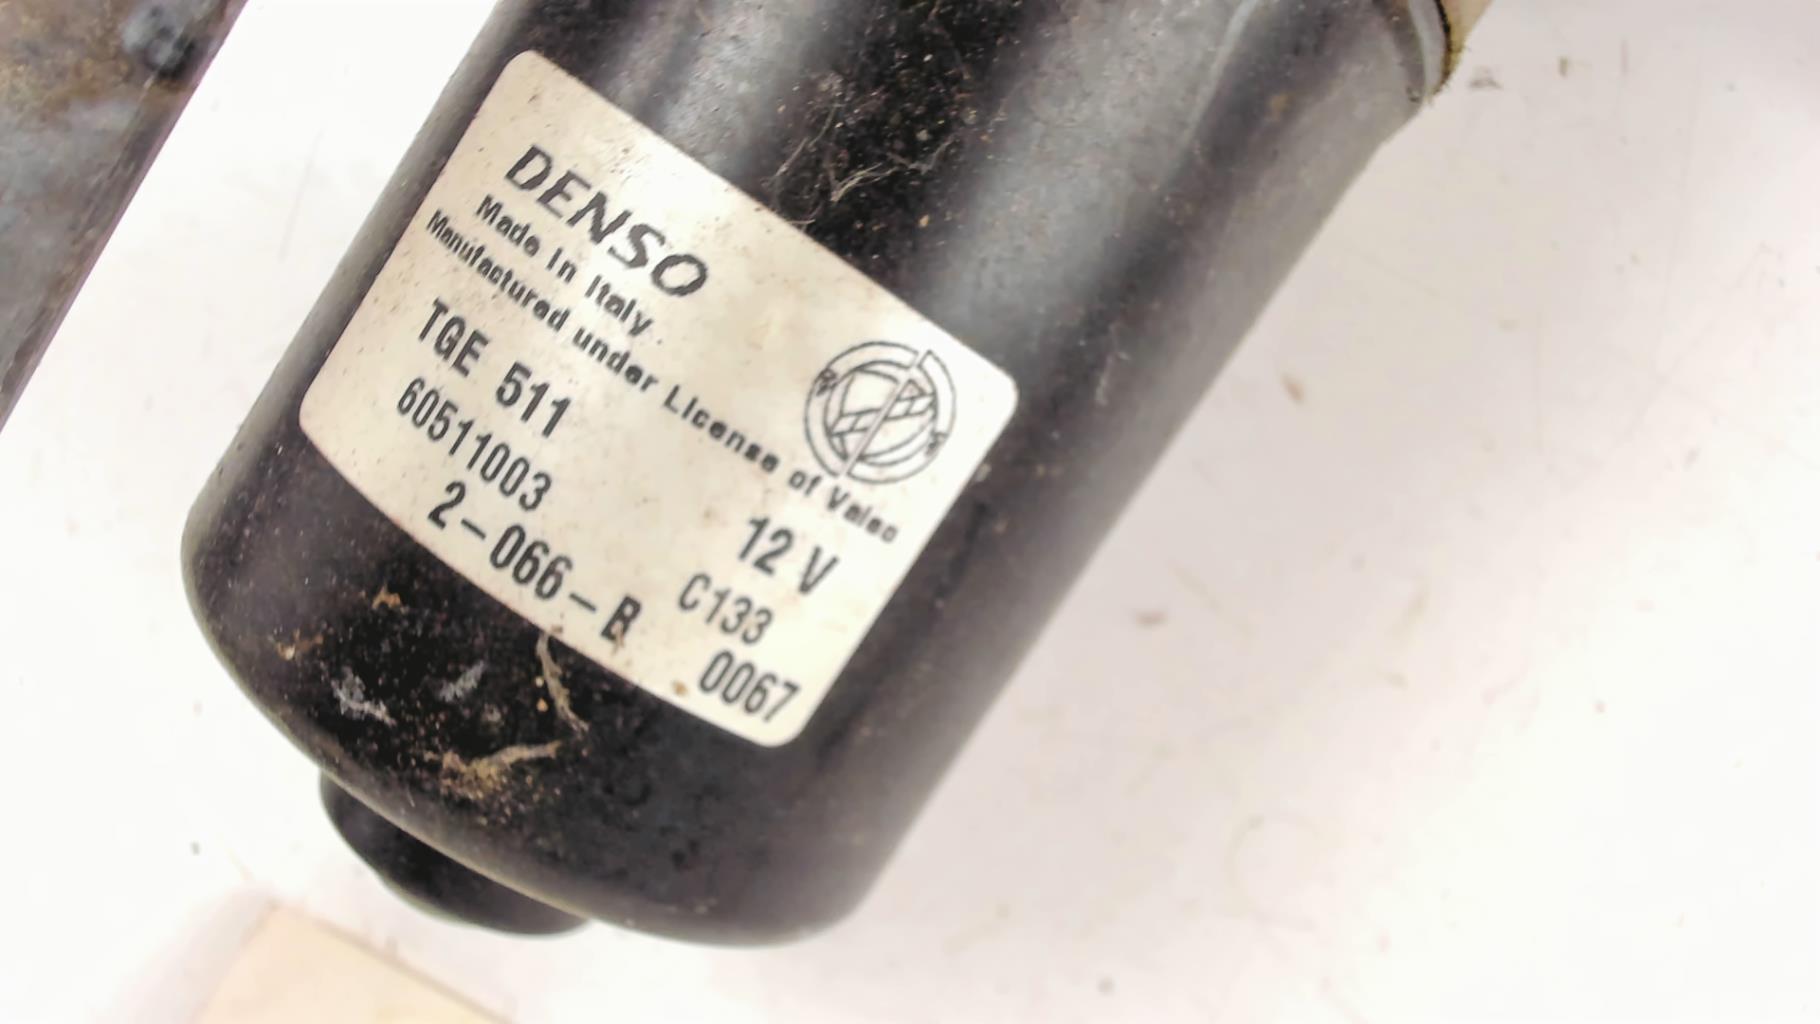 DENSO
Made in Italy
Manufactured under License of Valeo
TGE 511 12 V
60511003 C133
2-066-B 0067